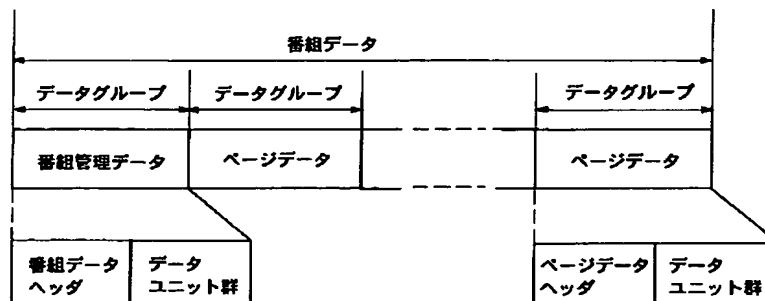 番組データ
データグループ
データグループ
データグループ
番組管理データ
ページデータ
ページデータ
番組データ
ヘッダ
データ
ユニット群
ページデータ
ヘッダ
データ
ユニット群